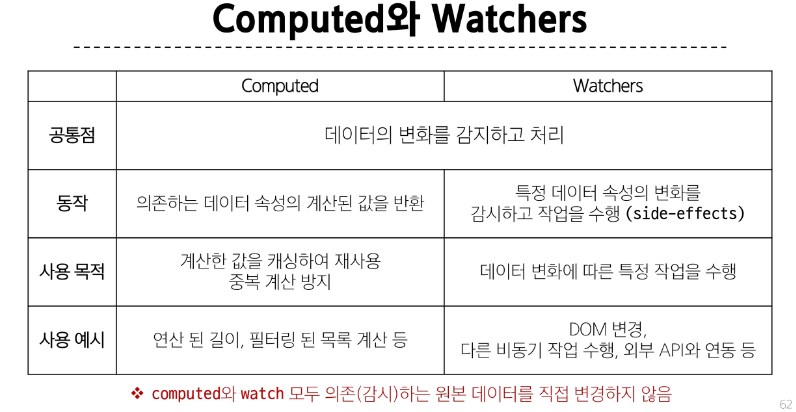 Computed와 Watchers
Computed
Watchers
공통점
데이터의 변화를 감지하고 처리
동작
의존하는 데이터 속성의 계산된 값을 반환
특정 데이터 속성의 변화를
감시하고 작업을 수행 (side-effects)
사용 목적
계산한 값을 캐싱하여 재사용
중복 계산 방지
데이터 변화에 따른 특정 작업을 수행
사용 예시
연산 된 길이, 필터링 된 목록 계산 등
DOM 변경,
다른 비동기 작업 수행, 외부 API와 연동 등
❖ computed와 watch 모두 의존(감시)하는 원본 데이터를 직접 변경하지 않음
62